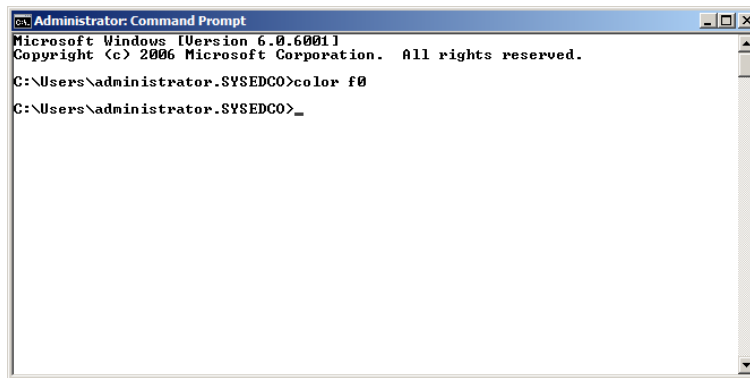 Administrator: Command Prompt
Microsoft Windows [Version 6.0.6001]
Copyright (c) 2006 Microsoft Corporation.  All rights reserved.
C:\Users\administrator.SYSEDCO>color f0
C:\Users\administrator.SYSEDCO>_